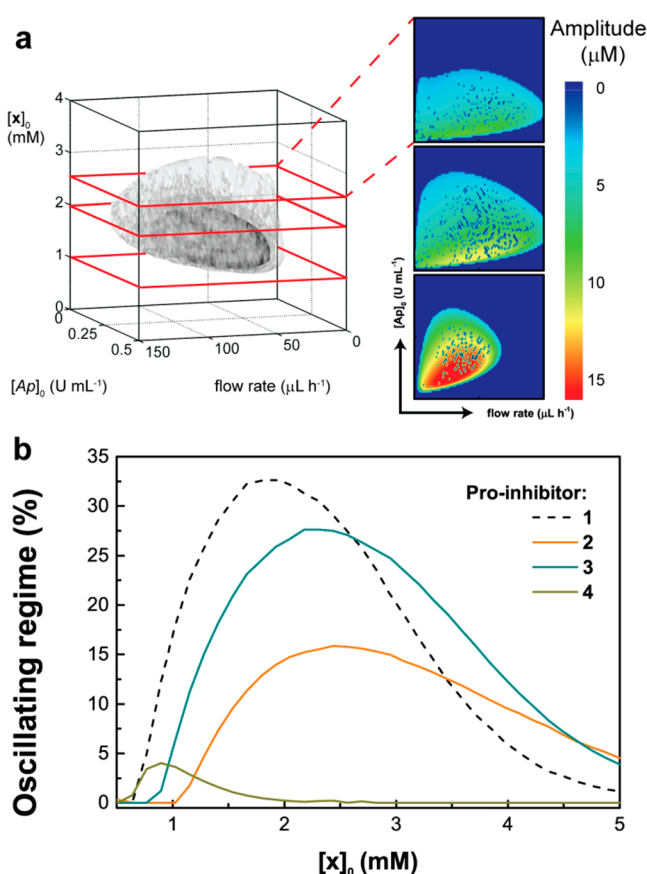 a
Amplitude
(μM)
4
[x]₀
(mM)
3
2
1
0
0
0.25
0.5
150
100
50
0
[Ap]₀ (U mL⁻¹)
flow rate (μL h⁻¹)
0
5
10
15
[Ap]₀ (U mL⁻¹)
flow rate (μL h⁻¹)
b
35
30
25
20
15
10
5
0
Oscillating regime (%)
Pro-inhibitor:
1
2
3
4
1
2
3
4
5
[x]₀ (mM)